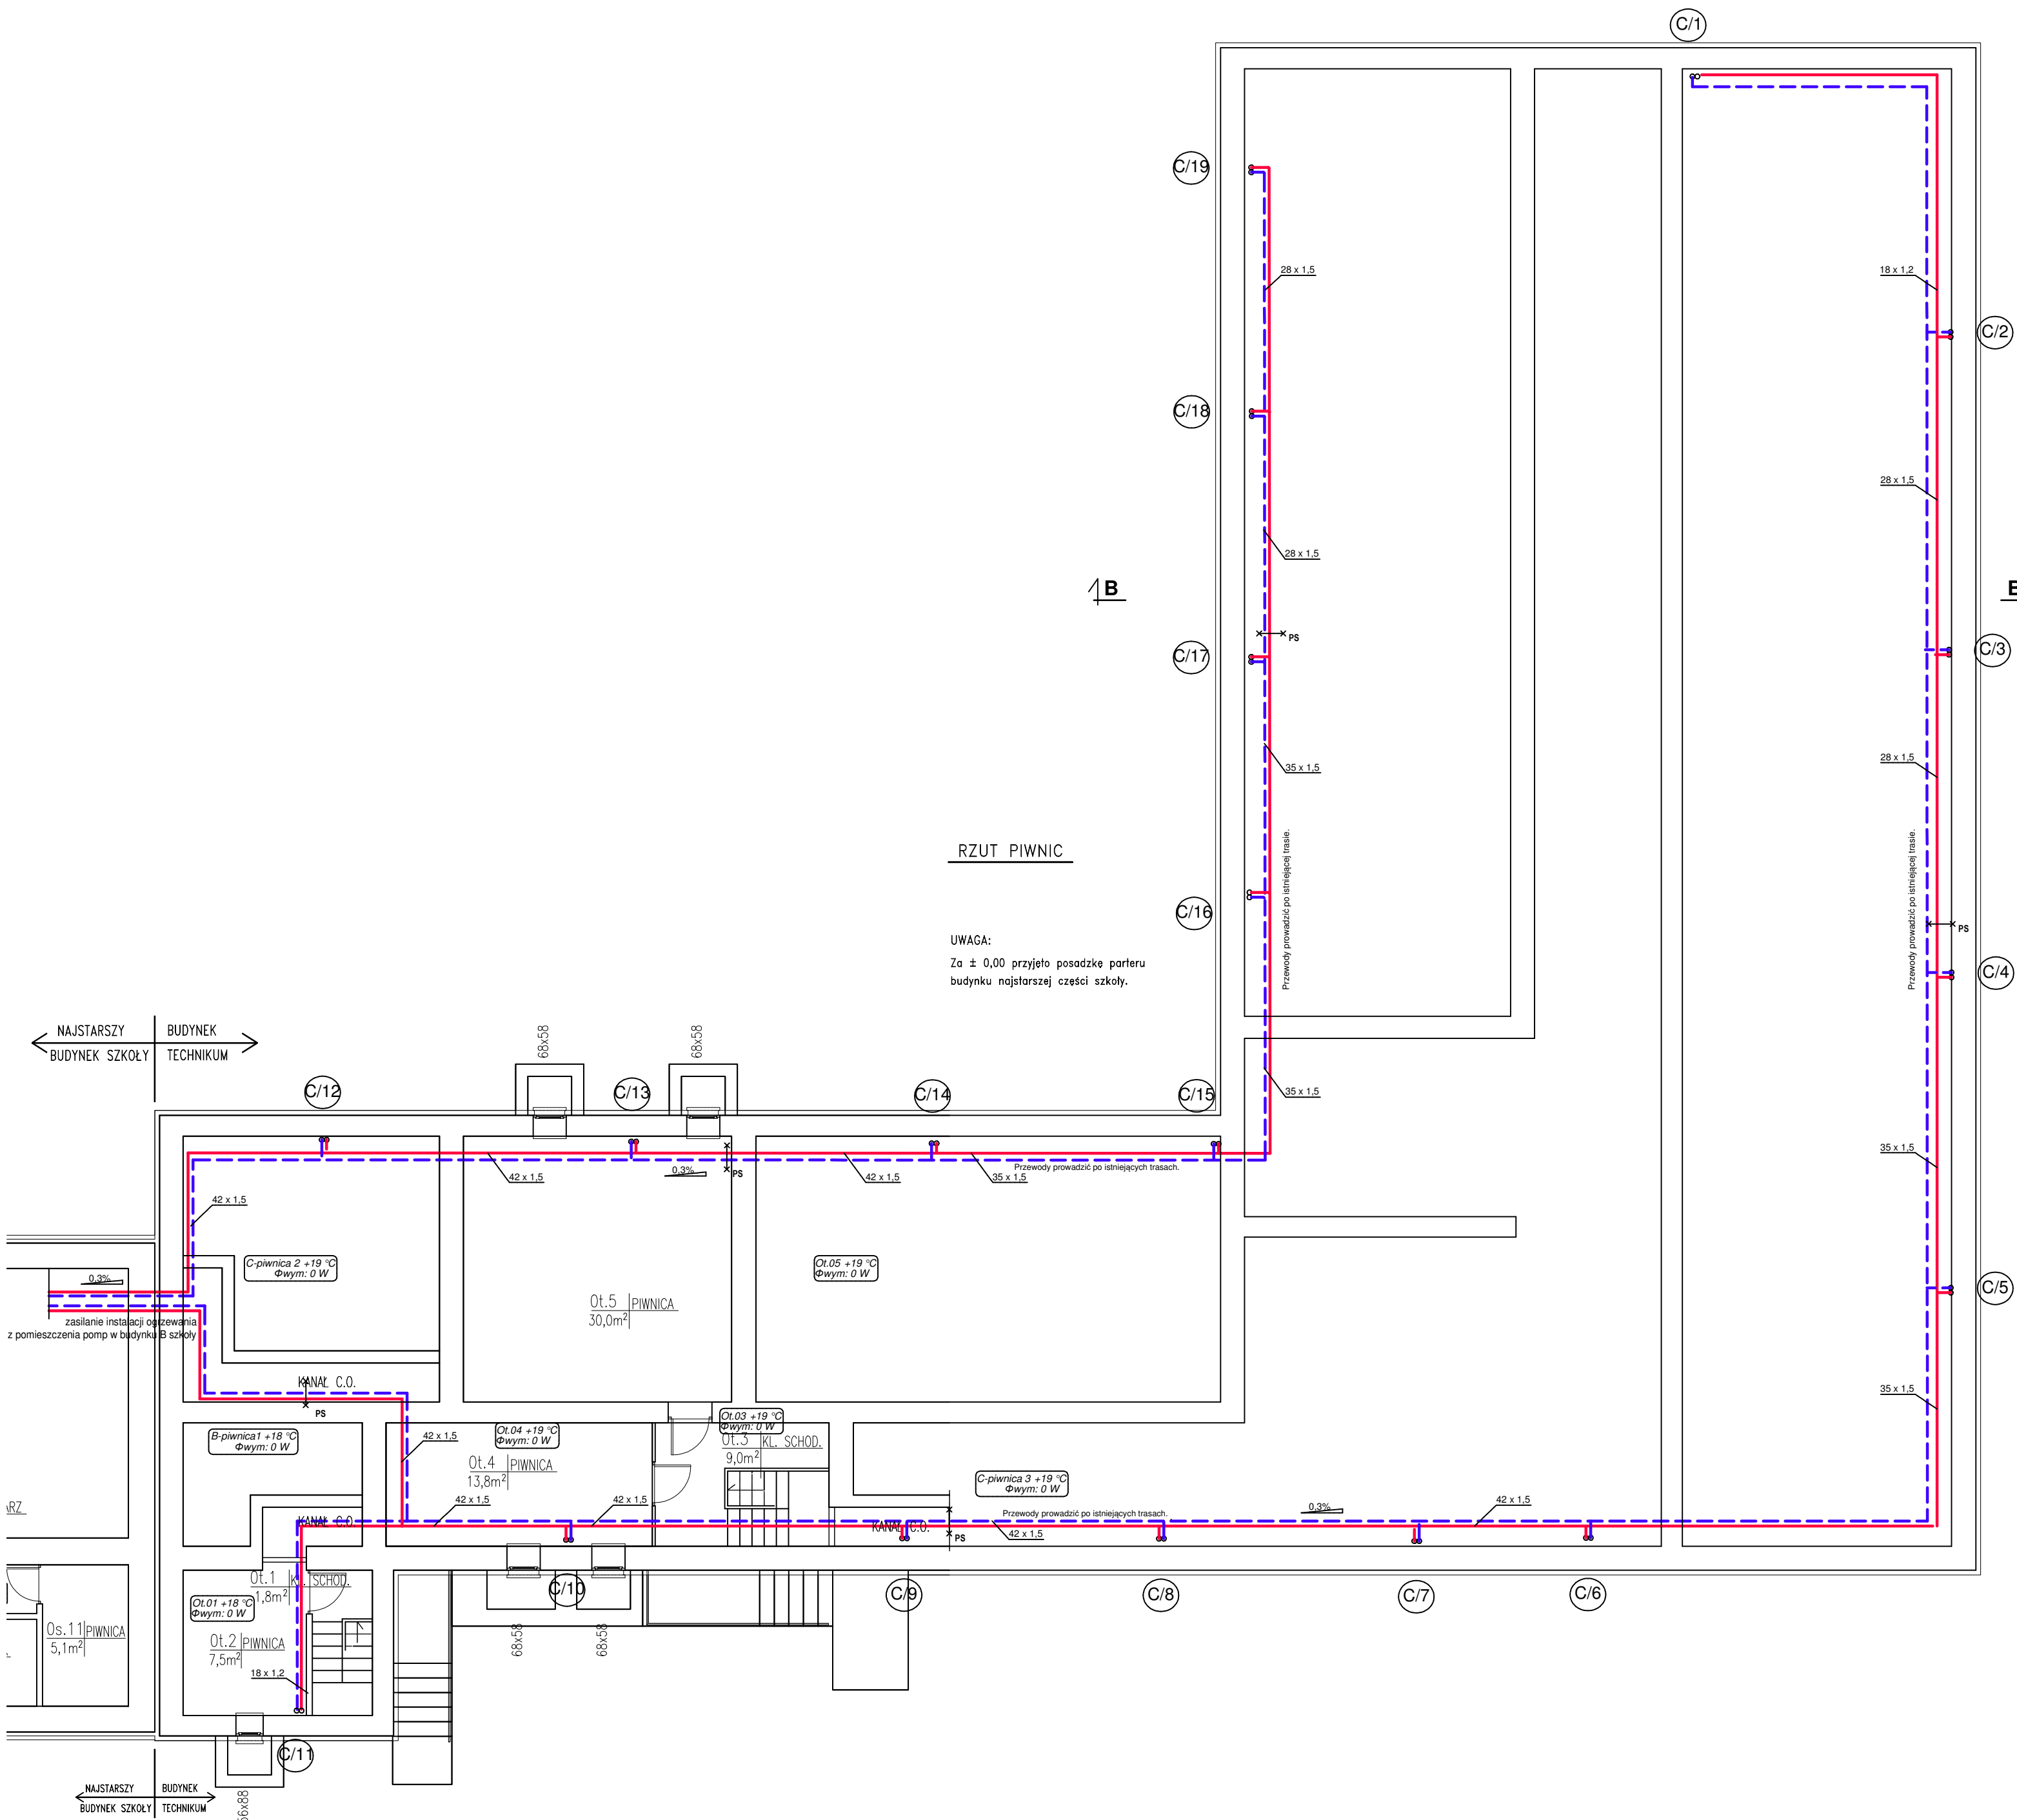 C/1
C/19
28 x 1,5
18 x 1,2
C/2
C/18
28 x 1,5
28 x 1,5
B
PS
C/17
C/3
35 x 1,5
28 x 1,5
RZUT PIWNIC
Przewody prowadzić po istniejącej trasie.
Przewody prowadzić po istniejącej trasie.
C/16
PS
UWAGA:
Za ± 0,00 przyjęto posadzkę parteru
budynku najstarszej części szkoły.
C/4
NAJSTARSZY BUDYNEK
BUDYNEK SZKOŁY TECHNIKUM
68x58
68x58
C/12
C/13
C/14
C/15
35 x 1,5
0,3%
PS
42 x 1,5
42 x 1,5
35 x 1,5
Przewody prowadzić po istniejących trasach.
35 x 1,5
42 x 1,5
C-piwnica 2 +19 °C
Φwym: 0 W
Ot.05 +19 °C
Φwym: 0 W
0,3%
C/5
Ot.5 PIWNICA
30,0m²
zasilanie instalacji ogrzewania
z pomieszczenia pomp w budynku B szkoły
KANAŁ C.O.
PS
35 x 1,5
B-piwnica1 +18 °C
Φwym: 0 W
42 x 1,5
Ot.04 +19 °C
Φwym: 0 W
Ot.03 +19 °C
Φwym: 0 W
Ot.3 KL. SCHOD.
9,0m²
Ot.4 PIWNICA
13,8m²
C-piwnica 3 +19 °C
Φwym: 0 W
42 x 1,5
42 x 1,5
Przewody prowadzić po istniejących trasach.
0,3%
42 x 1,5
KANAŁ C.O.
KANAŁ C.O.
PS
42 x 1,5
Ot.1 KL. SCHOD.
1,8m²
Ot.01 +18 °C
Φwym: 0 W
C/10
C/9
C/8
C/7
C/6
Os.11 PIWNICA
5,1m²
Ot.2 PIWNICA
7,5m²
18 x 1,2
68x58
68x58
C/11
NAJSTARSZY BUDYNEK
BUDYNEK SZKOŁY TECHNIKUM